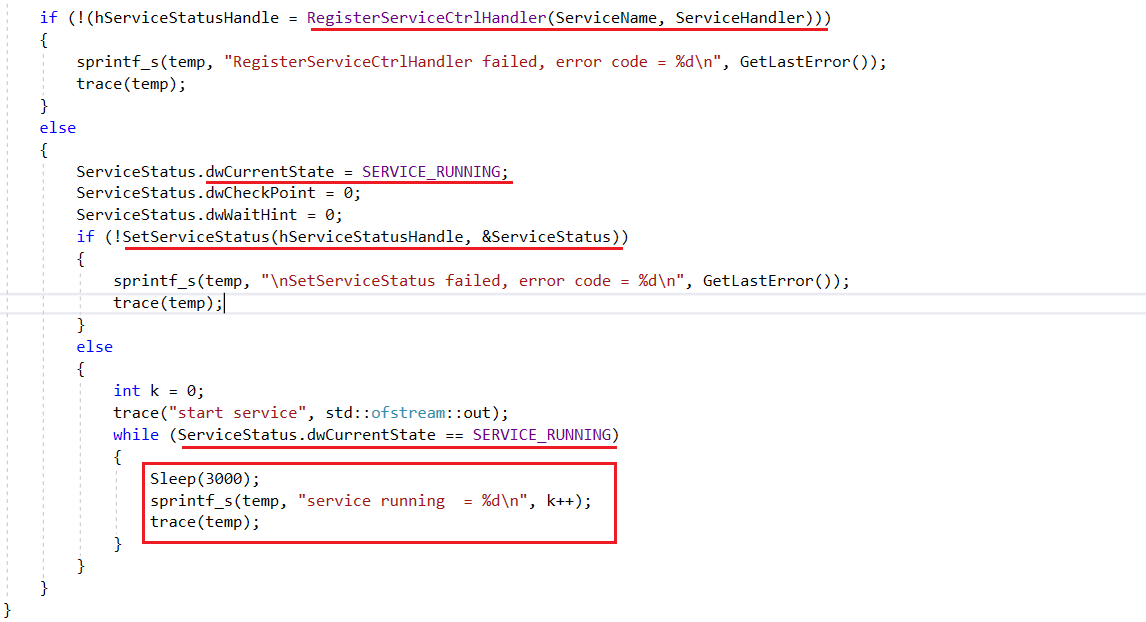 if (!(hServiceStatusHandle = RegisterServiceCtrlHandler(ServiceName, ServiceHandler)))
{
sprintf_s(temp, "RegisterServiceCtrlHandler failed, error code = %d\n", GetLastError());
trace(temp);
}
else
{
ServiceStatus.dwCurrentState = SERVICE_RUNNING;
ServiceStatus.dwCheckPoint = 0;
ServiceStatus.dwWaitHint = 0;
if (!SetServiceStatus(hServiceStatusHandle, &ServiceStatus))
{
sprintf_s(temp, "\nSetServiceStatus failed, error code = %d\n", GetLastError());
trace(temp);
}
else
{
int k = 0;
trace("start service", std::ofstream::out);
while (ServiceStatus.dwCurrentState == SERVICE_RUNNING)
{
Sleep(3000);
sprintf_s(temp, "service running  = %d\n", k++);
trace(temp);
}
}
}
}